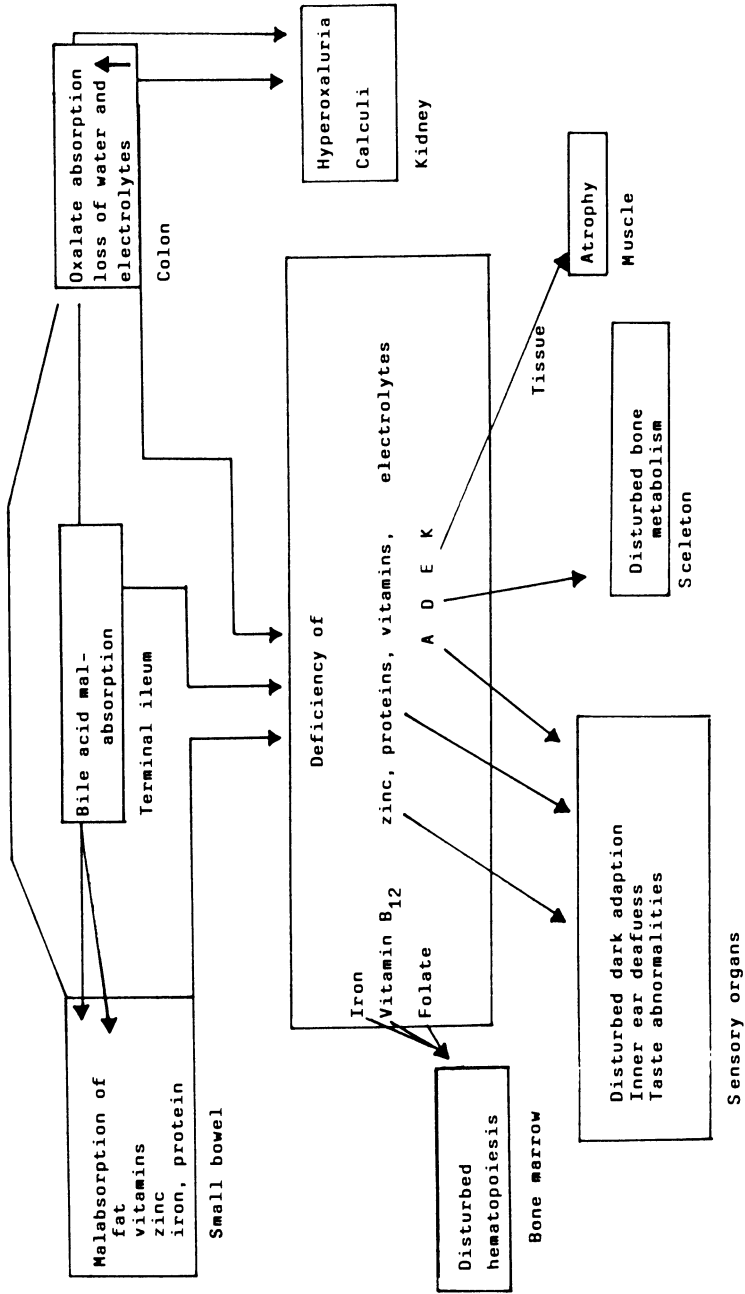 Malabsorption of
fat
vitamins
zinc
iron, protein
Small bowel
Bile acid mal-
absorption
Terminal ileum
Oxalate absorption
loss of water and
electrolytes
Colon
Hyperoxaluria
Calculi
Kidney
Deficiency of
Iron
Vitamin B12
Folate
zinc, proteins, vitamins, electrolytes
A D E K
Tissue
Disturbed
hematopoiesis
Bone marrow
Disturbed dark adaption
Inner ear deafuess
Taste abnormalities
Sensory organs
Disturbed bone
metabolism
Sceleton
Atrophy
Muscle